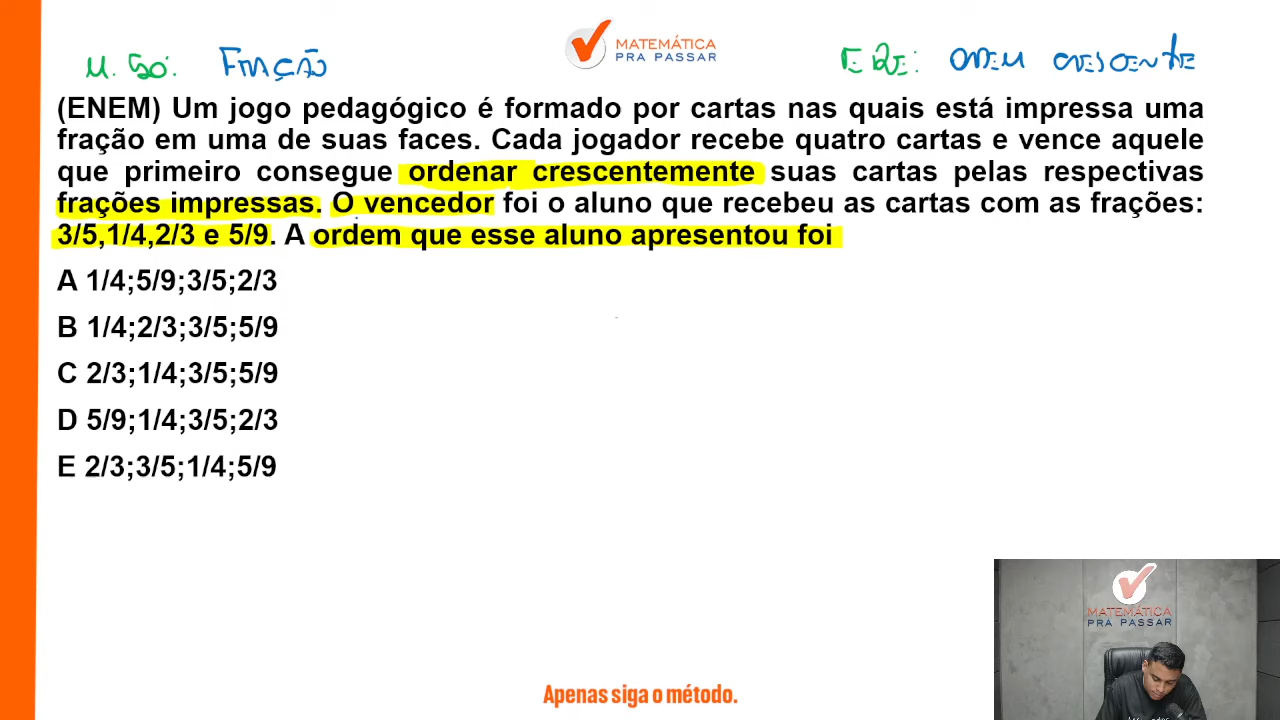 MATEMÁTICA
PRA PASSAR
FRAÇÃO
(ENEM) Um jogo pedagógico é formado por cartas nas quais está impressa uma
fração em uma de suas faces. Cada jogador recebe quatro cartas e vence aquele
que primeiro consegue ordenar crescentemente suas cartas pelas respectivas
frações impressas. O vencedor foi o aluno que recebeu as cartas com as frações:
3/5,1/4,2/3 e 5/9. A ordem que esse aluno apresentou foi
A 1/4;5/9;3/5;2/3
B 1/4;2/3;3/5;5/9
C 2/3;1/4;3/5;5/9
D 5/9;1/4;3/5;2/3
E 2/3;3/5;1/4;5/9
MATEMÁTICA
PRA PASSAR
Apenas siga o método.